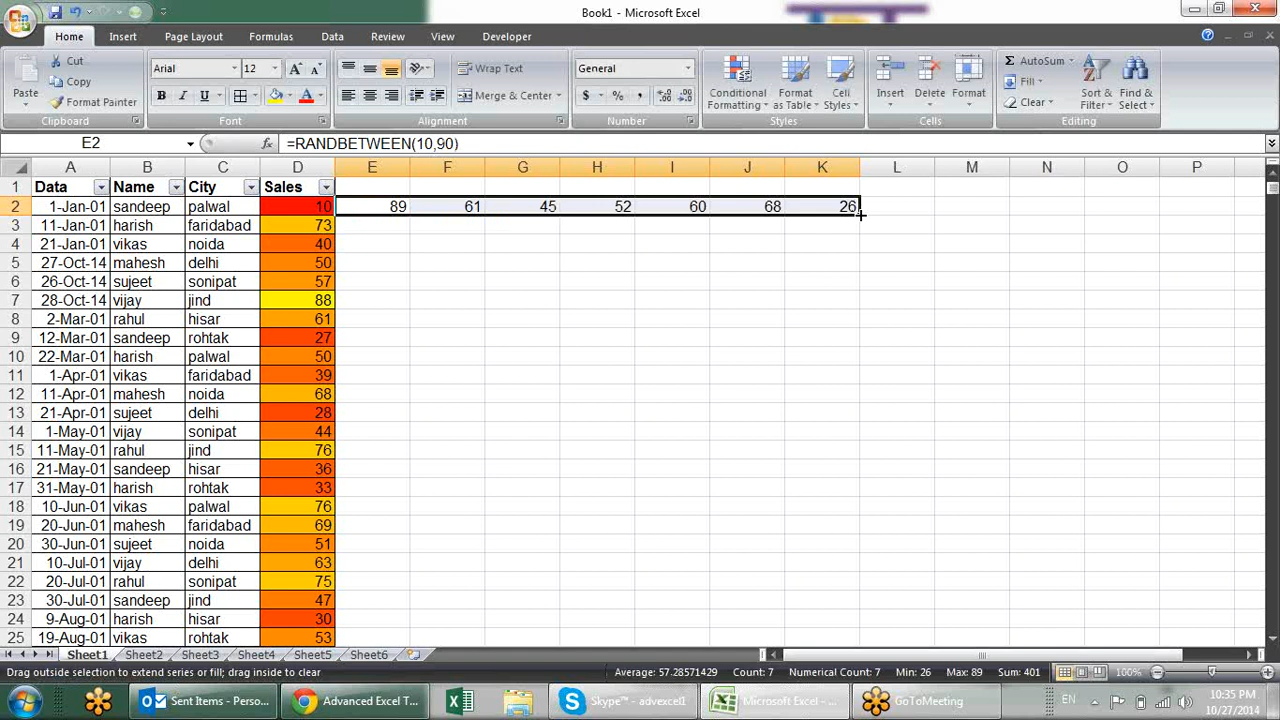 Book1 - Microsoft Excel
Home Insert Page Layout Formulas Data Review View Developer
Paste Cut Arial 12 Wrap Text General Conditional Formatting Format as Table Cell Styles Insert Delete Format AutoSum Sort & Filter Find & Select
Copy Fill
Format Painter B I U A Merge & Center $ % , Clear
Clipboard Font Alignment Number Styles Cells Editing
E2 fx =RANDBETWEEN(10,90)
A B C D E F G H I J K L M N O P
1 Data Name City Sales
2 1-Jan-01 sandeep palwal 10 89 61 45 52 60 68 26
3 11-Jan-01 harish faridabad 73
4 21-Jan-01 vikas noida 40
5 27-Oct-14 mahesh delhi 50
6 26-Oct-14 sujeet sonipat 57
7 28-Oct-14 vijay jind 88
8 2-Mar-01 rahul hisar 61
9 12-Mar-01 sandeep rohtak 27
10 22-Mar-01 harish palwal 50
11 1-Apr-01 vikas faridabad 39
12 11-Apr-01 mahesh noida 68
13 21-Apr-01 sujeet delhi 28
14 1-May-01 vijay sonipat 44
15 11-May-01 rahul jind 76
16 21-May-01 sandeep hisar 36
17 31-May-01 harish rohtak 33
18 10-Jun-01 vikas palwal 76
19 20-Jun-01 mahesh faridabad 69
20 30-Jun-01 sujeet noida 51
21 10-Jul-01 vijay delhi 63
22 20-Jul-01 rahul sonipat 75
23 30-Jul-01 sandeep jind 47
24 9-Aug-01 harish hisar 30
25 19-Aug-01 vikas rohtak 53
Sheet1 Sheet2 Sheet3 Sheet4 Sheet5 Sheet6
Drag outside selection to extend series or fill; drag inside to clear Average: 57.28571429 Count: 7 Numerical Count: 7 Min: 26 Max: 89 Sum: 401 100%
Sent Items - Perso... Advanced Excel T... Skype™ - advexcel1 Microsoft Excel - ... GoToMeeting EN 10:35 PM
10/27/2014